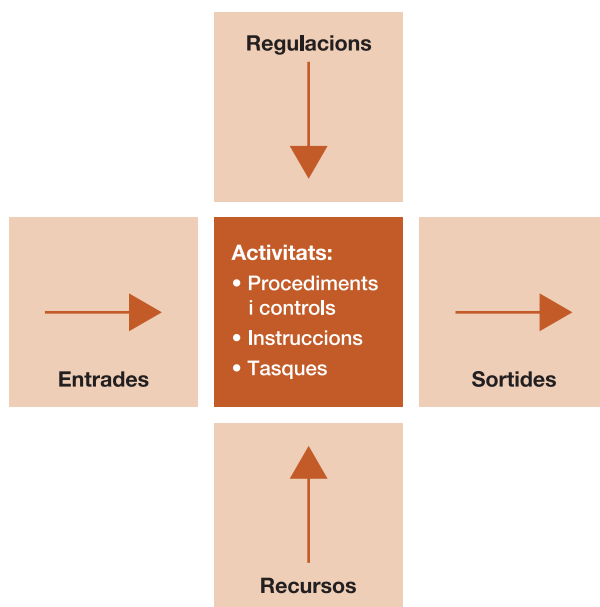 Regulacions
Activitats:
• Procediments
i controls
• Instruccions
• Tasques
Entrades
Sortides
Recursos